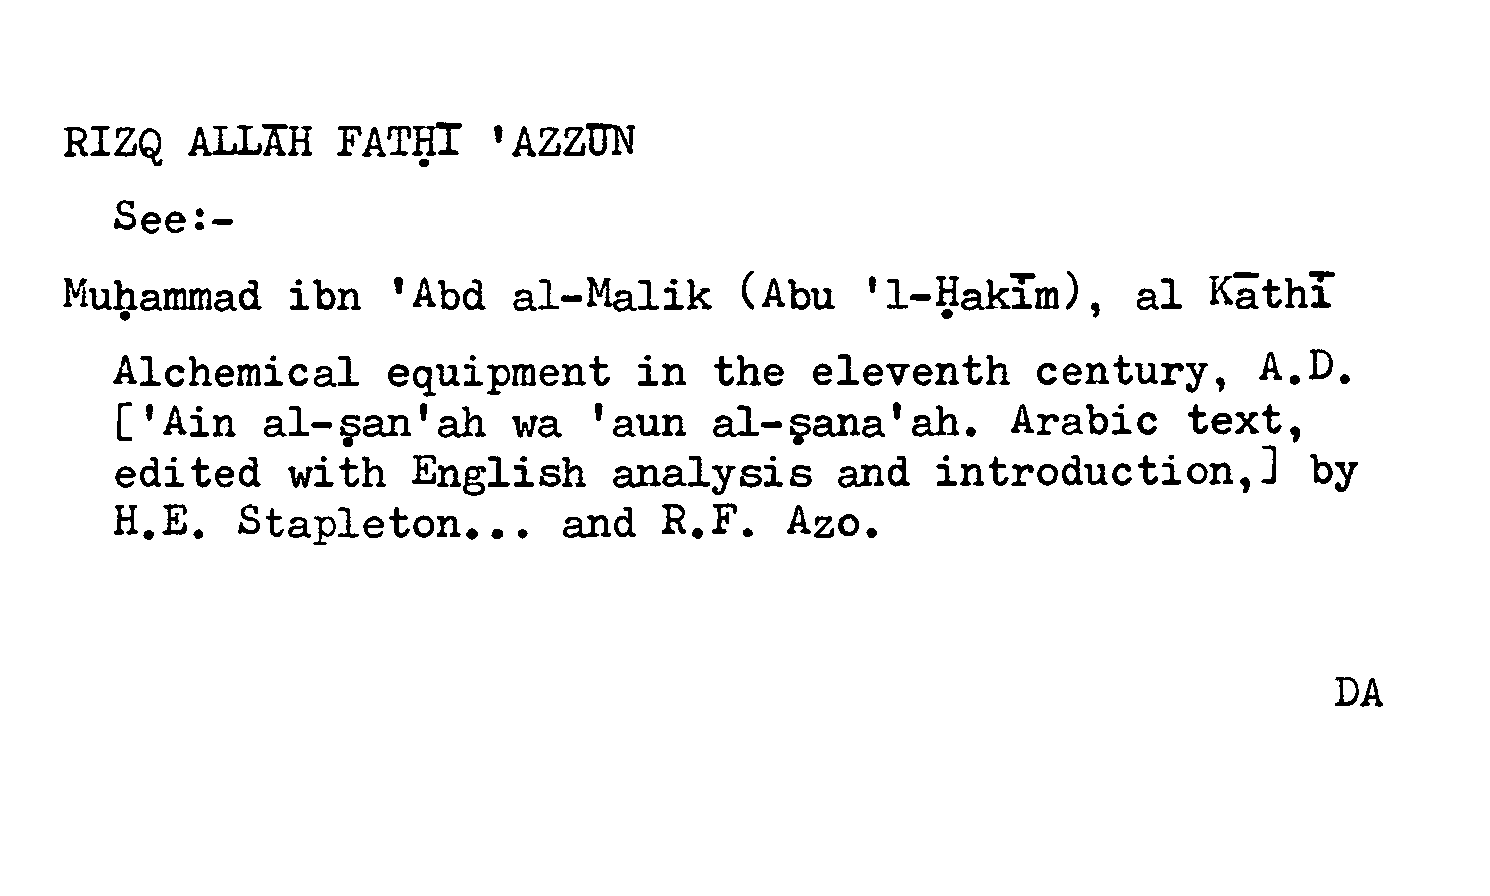 RIZQ ALLĀH FATḤĪ 'AZZŪN
See:-
Muḥammad ibn 'Abd al-Malik (Abu 'l-Ḥakīm), al Kāthī
Alchemical equipment in the eleventh century, A.D.
['Ain al-ṣan'ah wa 'aun al-ṣana'ah. Arabic text,
edited with English analysis and introduction,] by
H.E. Stapleton... and R.F. Azo.
DA